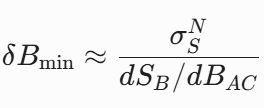 δB_min ≈ σ_S^N / (dS_B/dB_AC)